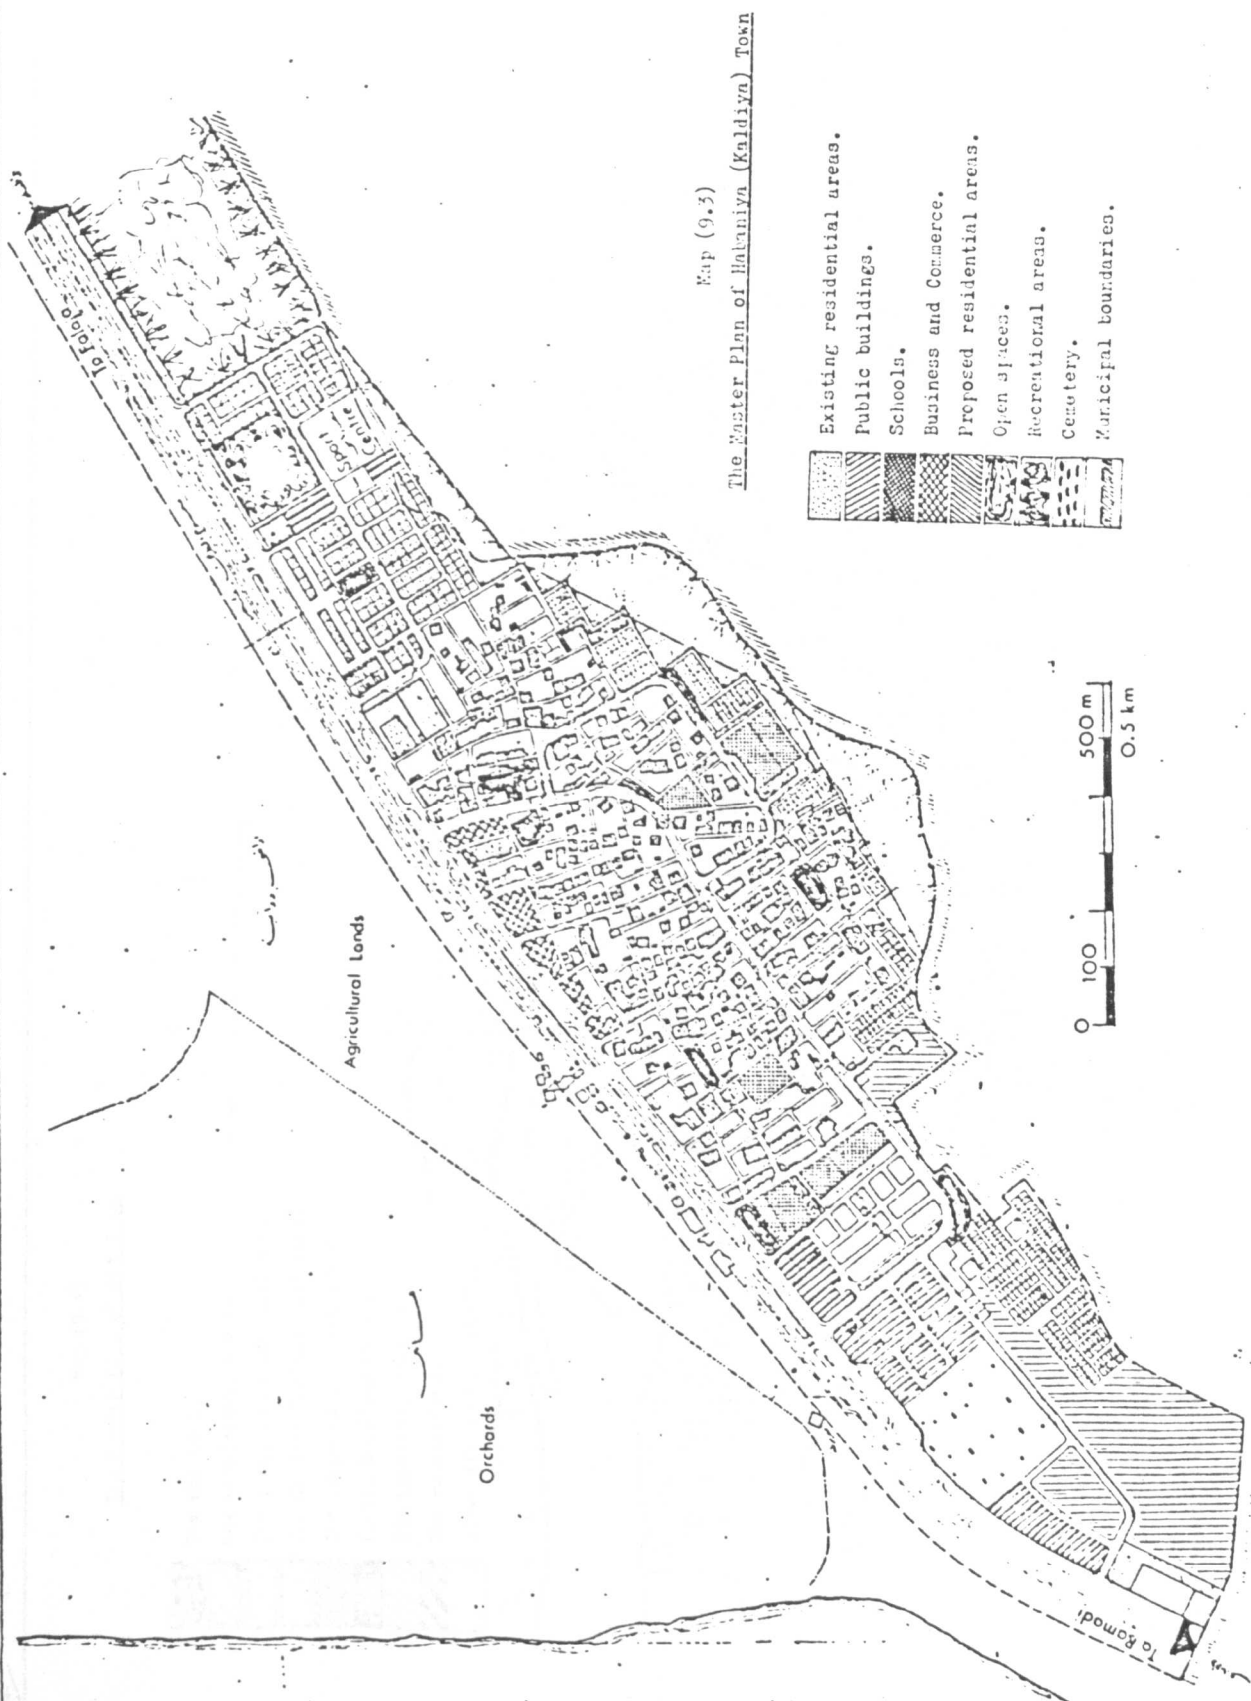 Map (9.3)
The Master Plan of Habaniya (Kaldiya) Town
Existing residential areas.
Public buildings.
Schools.
Business and Commerce.
Proposed residential areas.
Open spaces.
Recreational areas.
Cemetery.
Municipal boundaries.
To Faloja
Sport
Centre
Agricultural Lands
Orchards
To Ramadi
0 100 500 m
0.5 km